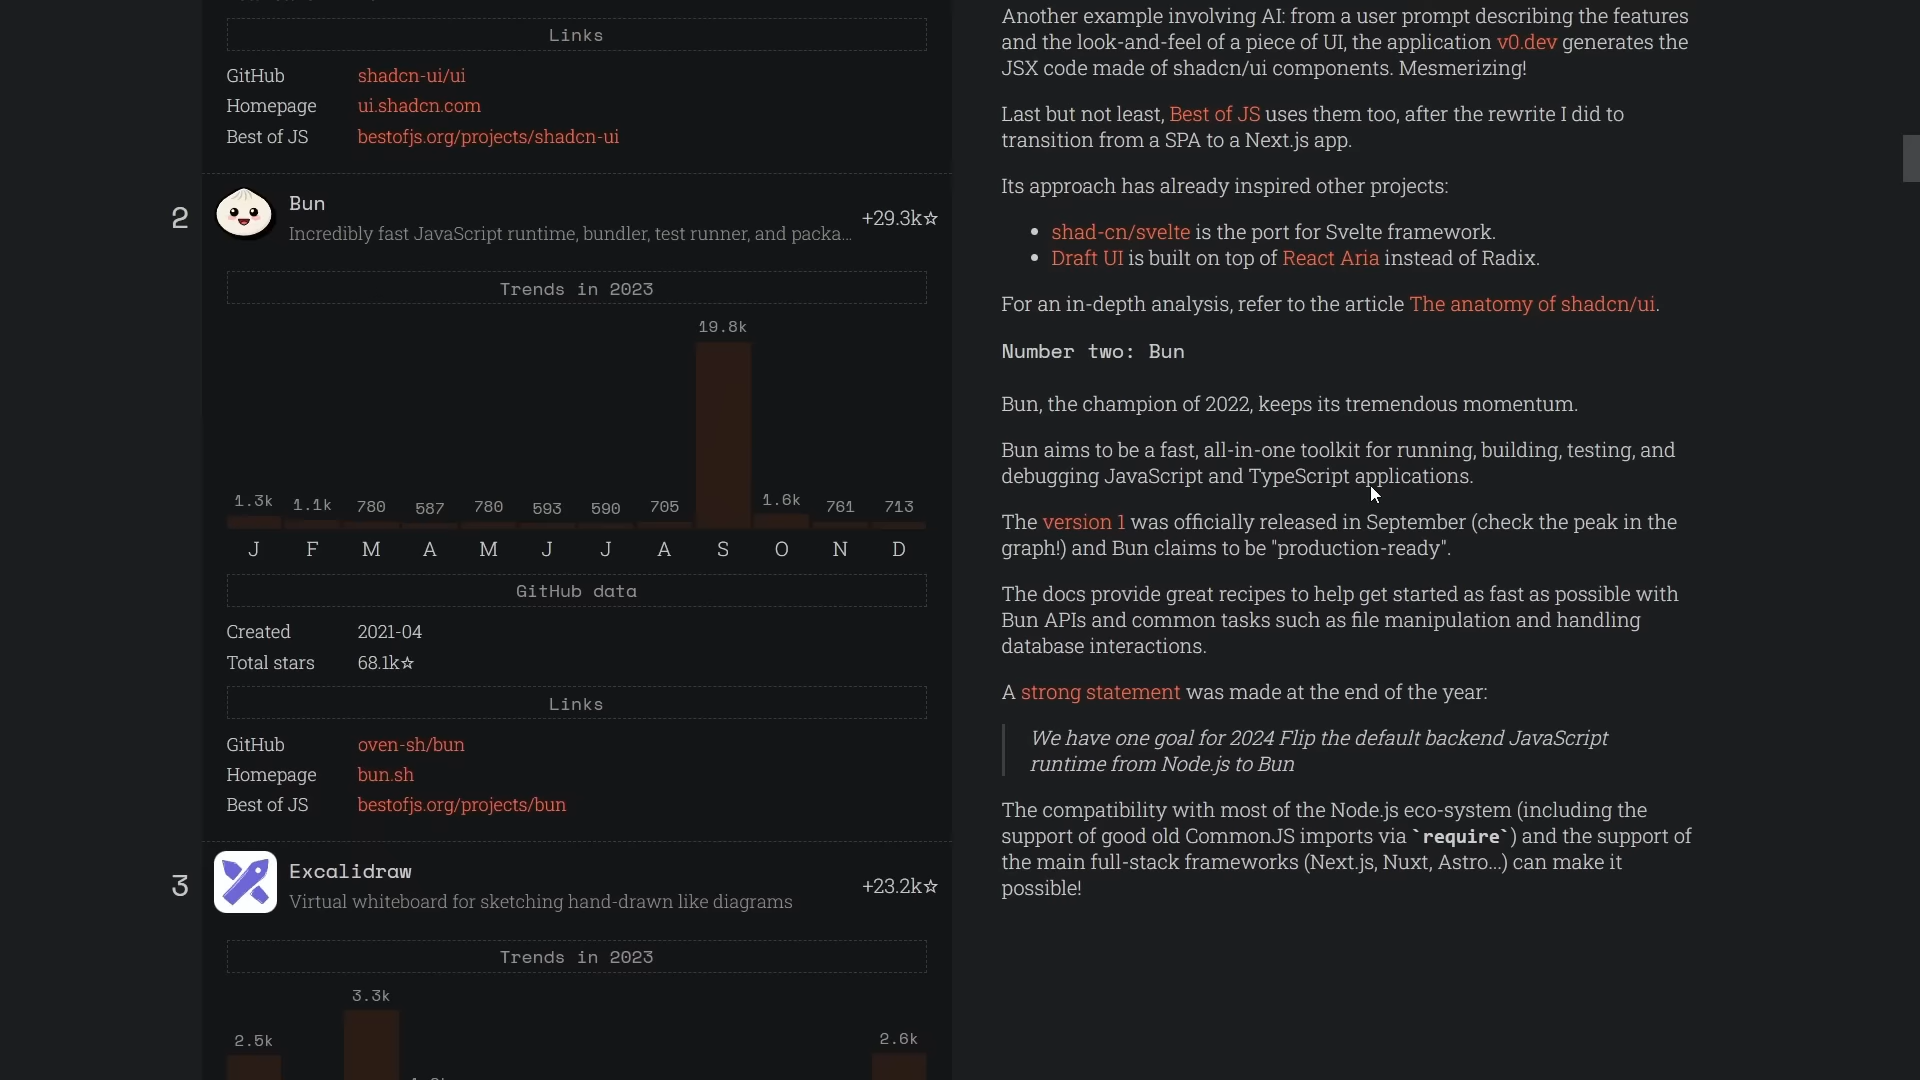 Links
GitHub shadcn-ui/ui
Homepage ui.shadcn.com
Best of JS bestofjs.org/projects/shadcn-ui
2
Bun
Incredibly fast JavaScript runtime, bundler, test runner, and packa...
+29.3k☆
Trends in 2023
19.8k
1.3k 1.1k 780 587 780 593 590 705 1.6k 761 713
J F M A M J J A S O N D
GitHub data
Created 2021-04
Total stars 68.1k☆
Links
GitHub oven-sh/bun
Homepage bun.sh
Best of JS bestofjs.org/projects/bun
3
Excalidraw
Virtual whiteboard for sketching hand-drawn like diagrams
+23.2k☆
Trends in 2023
3.3k
2.5k 2.6k
Another example involving AI: from a user prompt describing the features
and the look-and-feel of a piece of UI, the application v0.dev generates the
JSX code made of shadcn/ui components. Mesmerizing!
Last but not least, Best of JS uses them too, after the rewrite I did to
transition from a SPA to a Next.js app.
Its approach has already inspired other projects:
• shad-cn/svelte is the port for Svelte framework.
• Draft UI is built on top of React Aria instead of Radix.
For an in-depth analysis, refer to the article The anatomy of shadcn/ui.
Number two: Bun
Bun, the champion of 2022, keeps its tremendous momentum.
Bun aims to be a fast, all-in-one toolkit for running, building, testing, and
debugging JavaScript and TypeScript applications.
The version 1 was officially released in September (check the peak in the
graph!) and Bun claims to be "production-ready".
The docs provide great recipes to help get started as fast as possible with
Bun APIs and common tasks such as file manipulation and handling
database interactions.
A strong statement was made at the end of the year:
We have one goal for 2024 Flip the default backend JavaScript
runtime from Node.js to Bun
The compatibility with most of the Node.js eco-system (including the
support of good old CommonJS imports via `require`) and the support of
the main full-stack frameworks (Next.js, Nuxt, Astro...) can make it
possible!